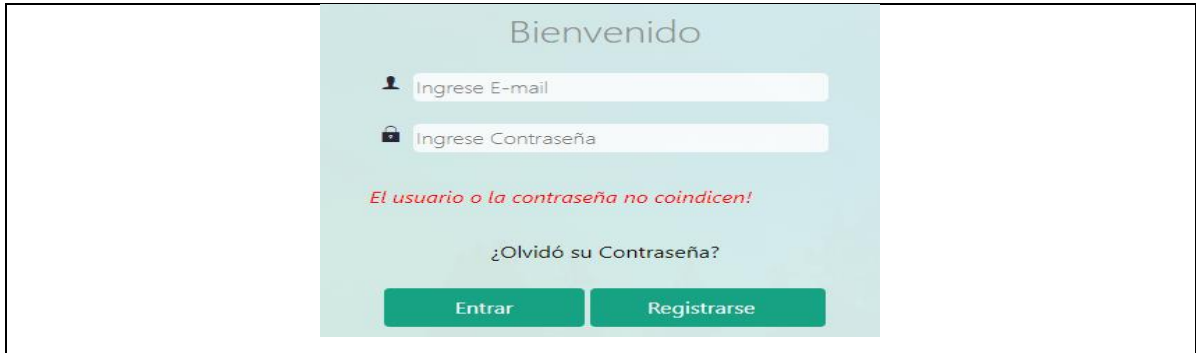 Bienvenido
Ingrese E-mail
Ingrese Contraseña
El usuario o la contraseña no coindicen!
¿Olvidó su Contraseña?
Entrar Registrarse